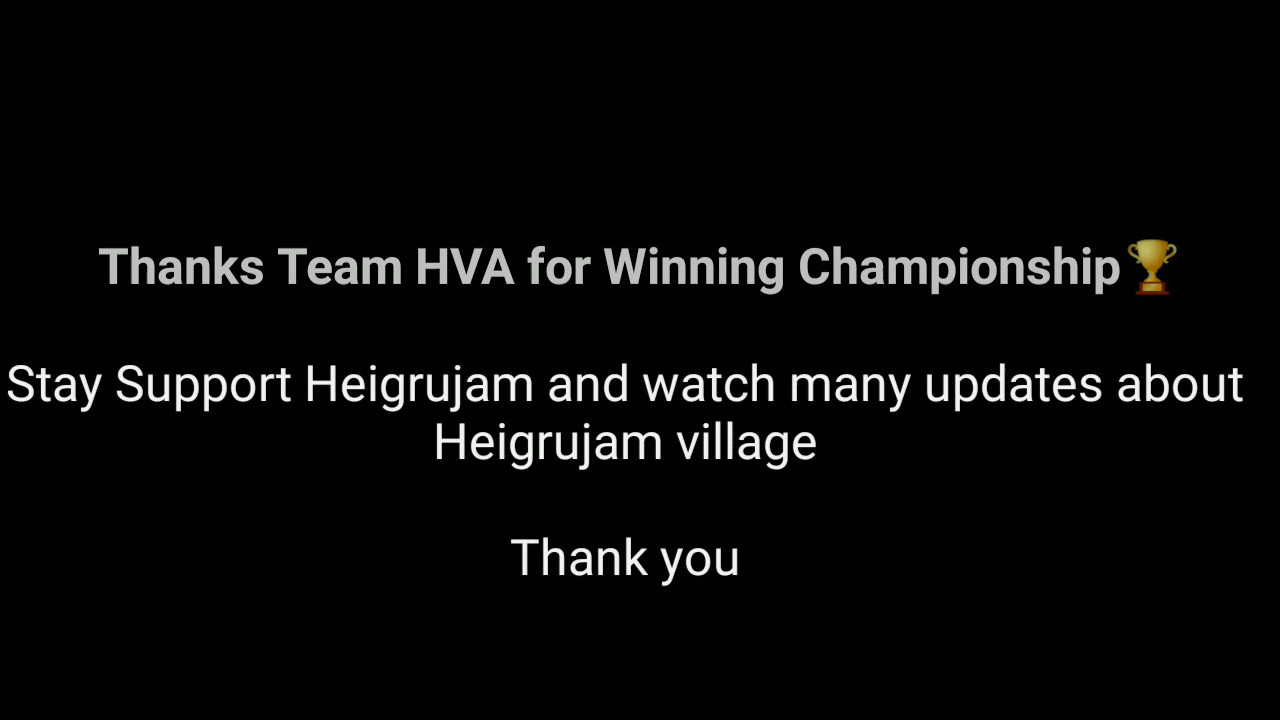 Thanks Team HVA for Winning Championship🏆
Stay Support Heigrujam and watch many updates about
Heigrujam village
Thank you